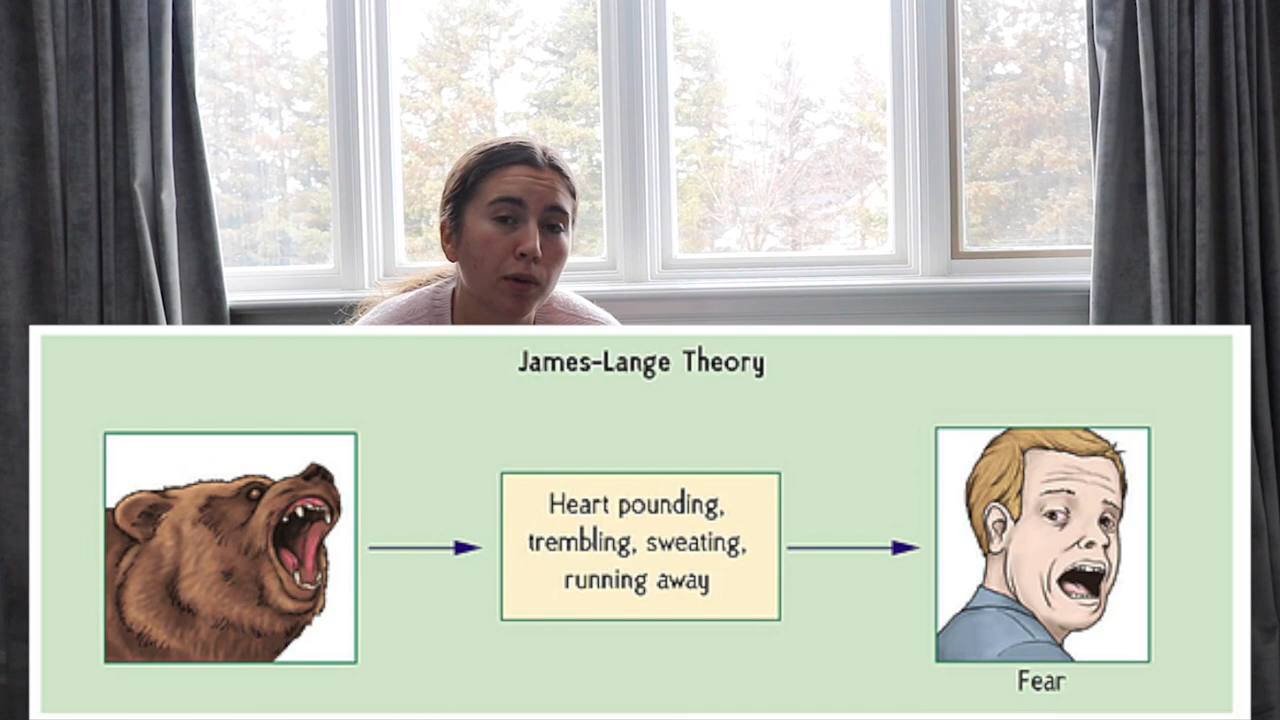 James-Lange Theory
Heart pounding,
trembling, sweating,
running away
Fear